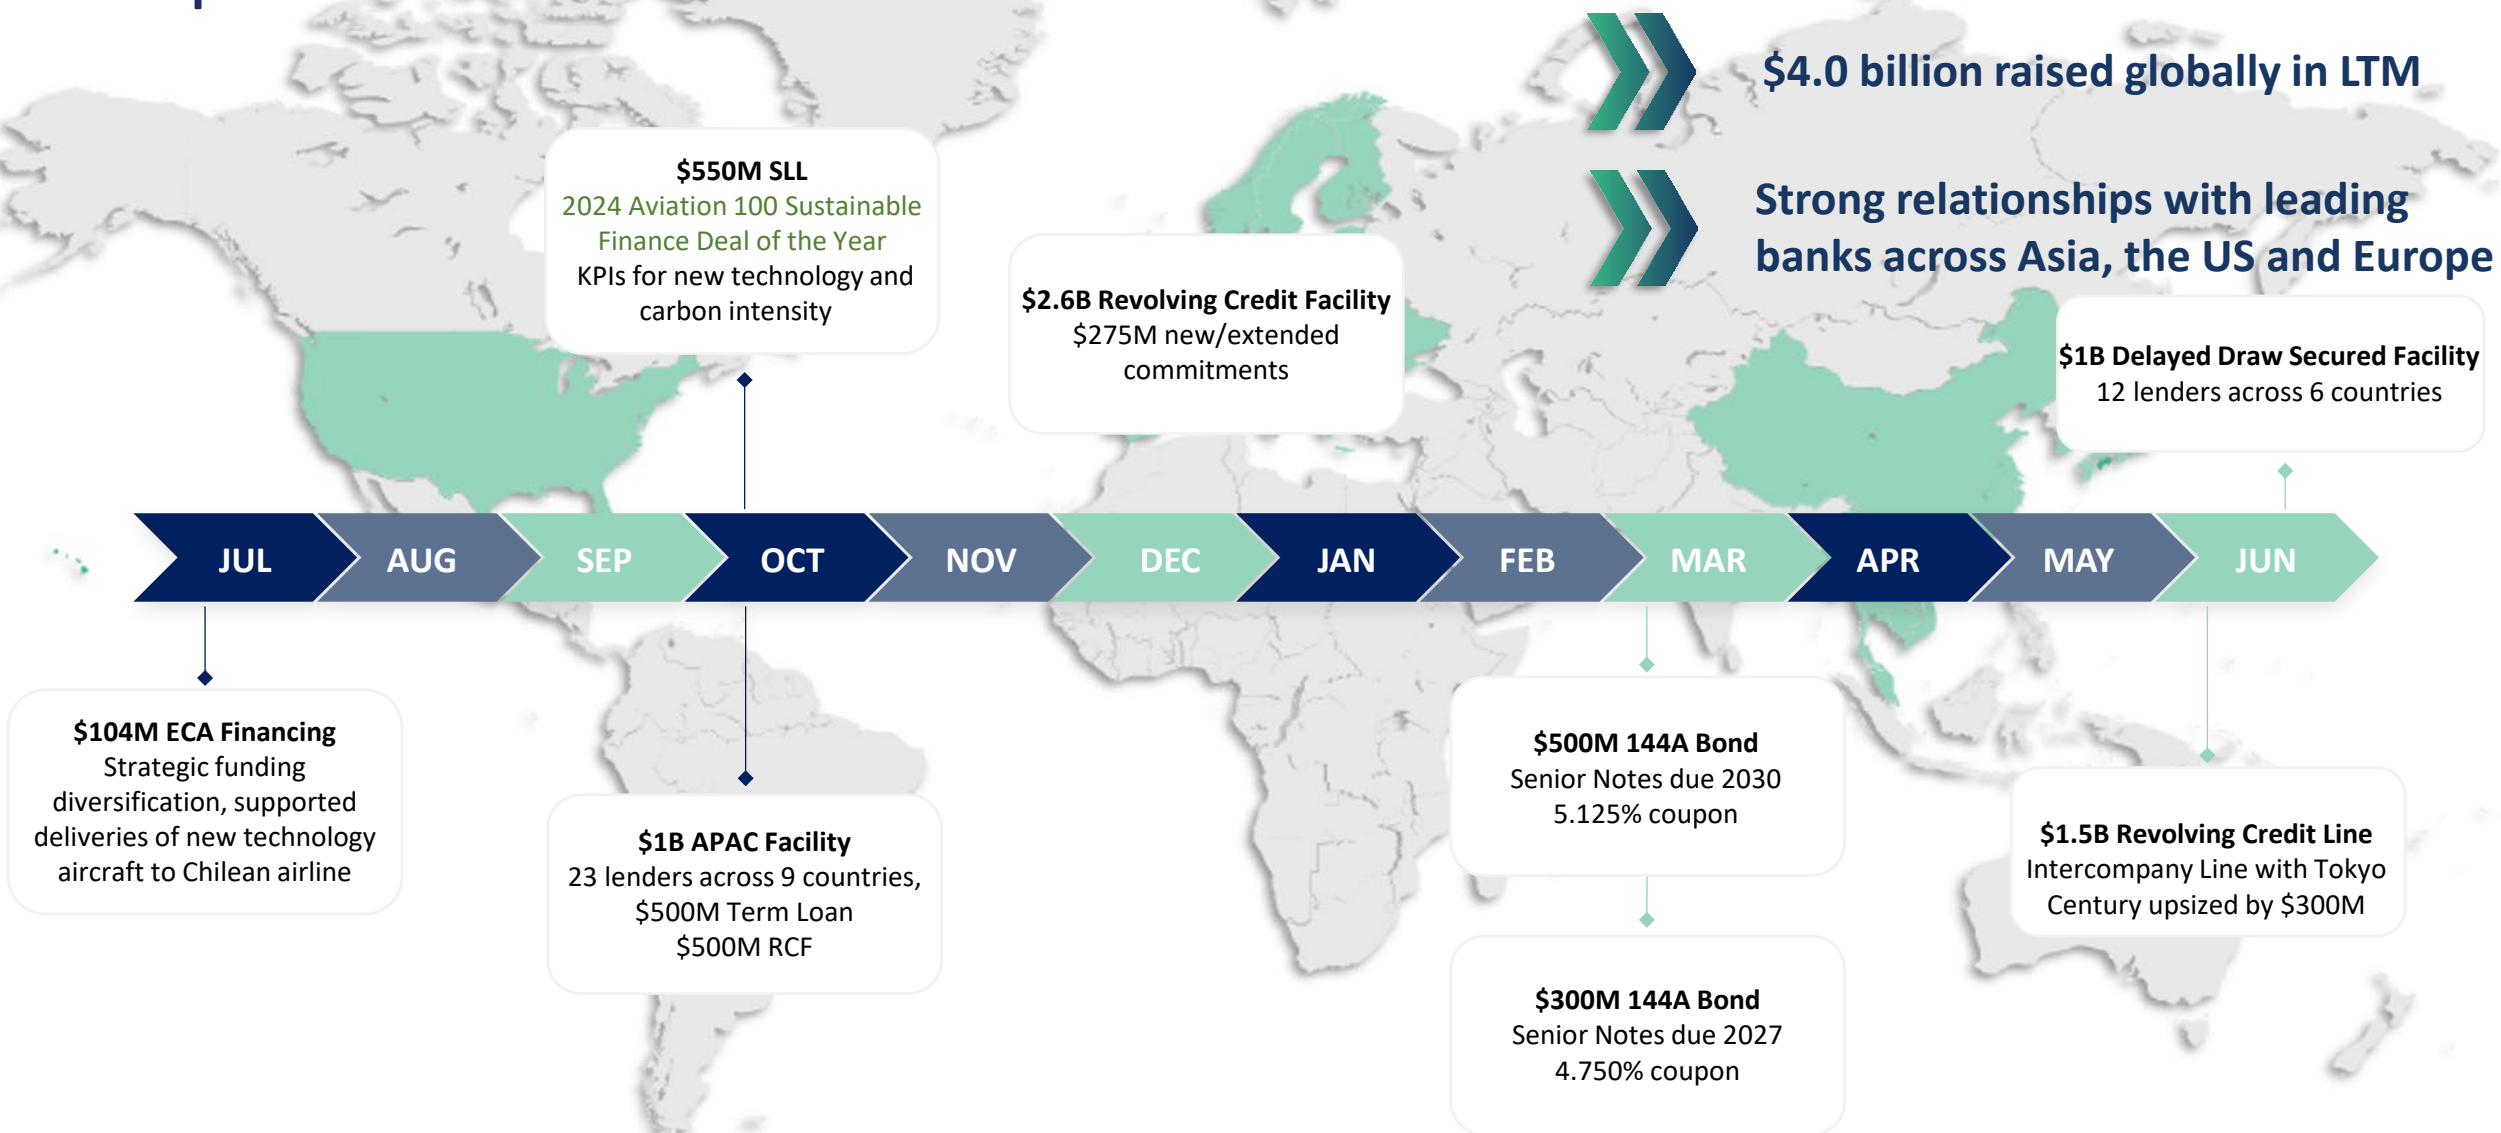 $4.0 billion raised globally in LTM
Strong relationships with leading
banks across Asia, the US and Europe
$550M SLL
2024 Aviation 100 Sustainable
Finance Deal of the Year
KPIs for new technology and
carbon intensity
$2.6B Revolving Credit Facility
$275M new/extended
commitments
$1B Delayed Draw Secured Facility
12 lenders across 6 countries
JUL
AUG
SEP
OCT
NOV
DEC
JAN
FEB
MAR
APR
MAY
JUN
$104M ECA Financing
Strategic funding
diversification, supported
deliveries of new technology
aircraft to Chilean airline
$1B APAC Facility
23 lenders across 9 countries,
$500M Term Loan
$500M RCF
$500M 144A Bond
Senior Notes due 2030
5.125% coupon
$300M 144A Bond
Senior Notes due 2027
4.750% coupon
$1.5B Revolving Credit Line
Intercompany Line with Tokyo
Century upsized by $300M